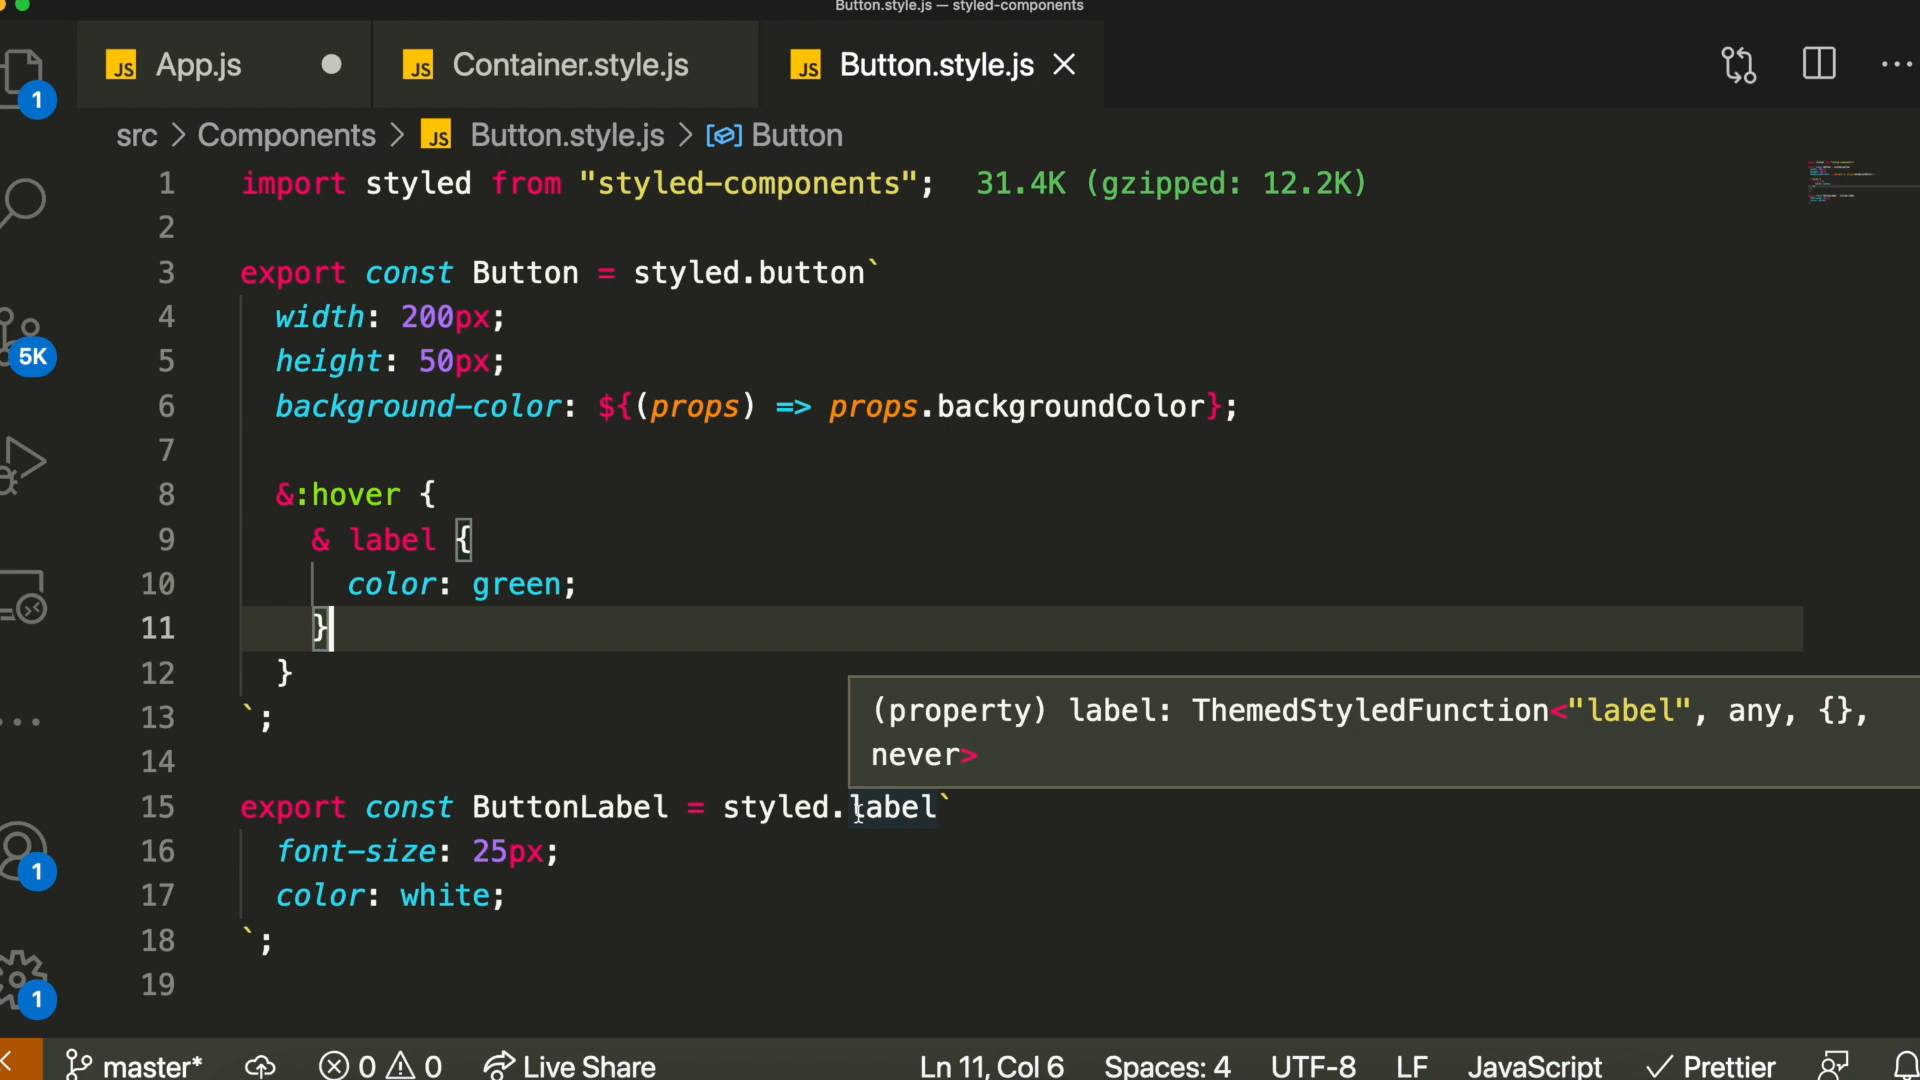 Button.style.js — styled-components
JS App.js
JS Container.style.js
JS Button.style.js
src > Components > JS Button.style.js > Button
1 import styled from "styled-components"; 31.4K (gzipped: 12.2K)
2
3 export const Button = styled.button`
4 width: 200px;
5 height: 50px;
6 background-color: ${(props) => props.backgroundColor};
7
8 &:hover {
9 & label {
10 color: green;
11 }
12 }
13 `;
14
15 export const ButtonLabel = styled.label`
16 font-size: 25px;
17 color: white;
18 `;
19
(property) label: ThemedStyledFunction<"label", any, {},
never>
1
5K
1
1
master* 0 0 Live Share Ln 11, Col 6 Spaces: 4 UTF-8 LF JavaScript Prettier